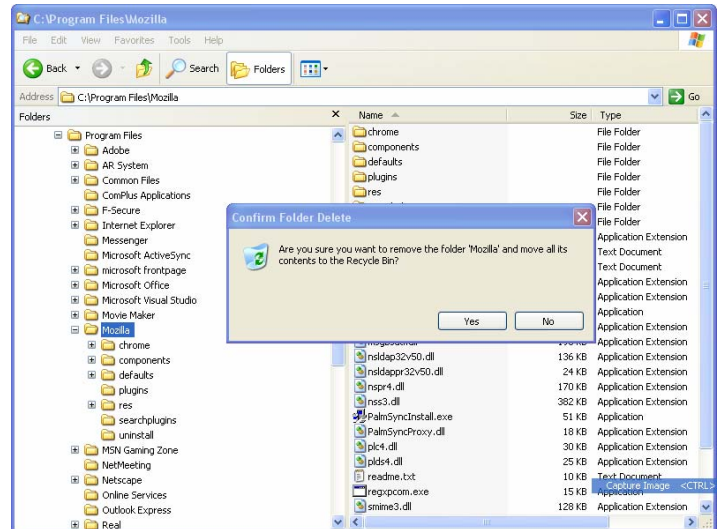 C:\Program Files\Mozilla
File Edit View Favorites Tools Help
Back Search Folders
Address C:\Program Files\Mozilla Go
Folders
Program Files
Adobe
AR System
Common Files
ComPlus Applications
F-Secure
Internet Explorer
Messenger
Microsoft ActiveSync
microsoft frontpage
Microsoft Office
Microsoft Visual Studio
Movie Maker
Mozilla
chrome
components
defaults
plugins
res
searchplugins
uninstall
MSN Gaming Zone
NetMeeting
Netscape
Online Services
Outlook Express
Real
Name Size Type
chrome File Folder
components File Folder
defaults File Folder
plugins File Folder
res File Folder
File Folder
File Folder
Application Extension
Text Document
Text Document
Application Extension
Application Extension
Application
Application Extension
Application Extension
nsldap32v50.dll 136 KB Application Extension
nsldappr32v50.dll 24 KB Application Extension
nspr4.dll 170 KB Application Extension
nss3.dll 382 KB Application Extension
PalmSyncInstall.exe 51 KB Application
PalmSyncProxy.dll 18 KB Application Extension
plc4.dll 30 KB Application Extension
plds4.dll 25 KB Application Extension
readme.txt 10 KB Text Document
regxpcom.exe 15 KB Application
smime3.dll 128 KB Application Extension
Confirm Folder Delete
Are you sure you want to remove the folder 'Mozilla' and move all its
contents to the Recycle Bin?
Yes No
Capture Image <CTRL>